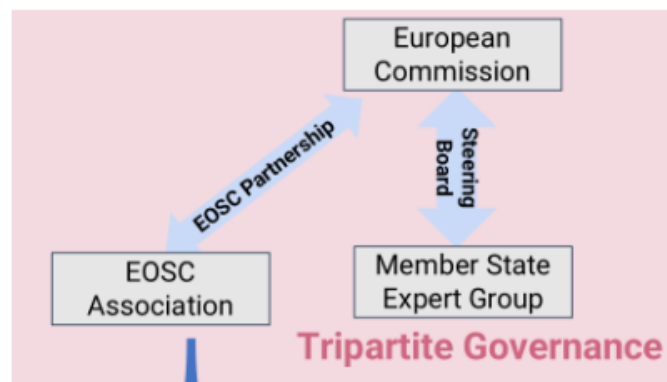 European
Commission
EOSC Partnership
Steering
Board
EOSC
Association
Member State
Expert Group
Tripartite Governance